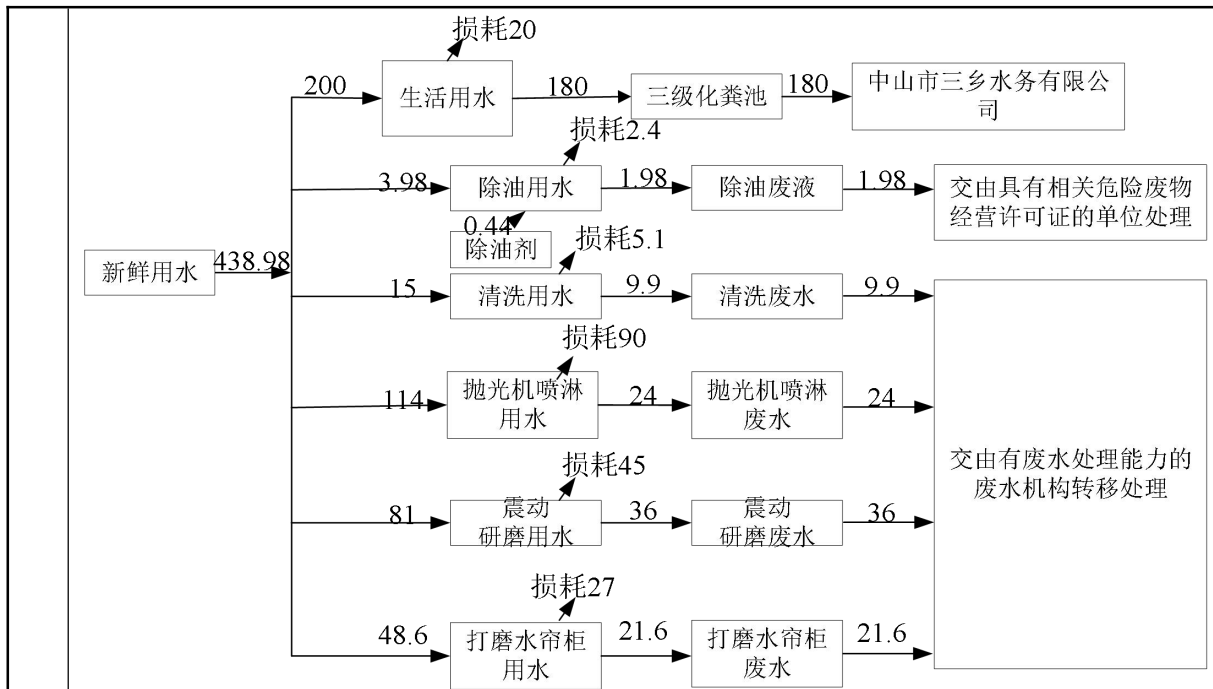 损耗20
200
生活用水
180
三级化粪池
180
中山市三乡水务有限公
司
损耗2.4
3.98
除油用水
1.98
除油废液
1.98
交由具有相关危险废物
经营许可证的单位处理
0.44
除油剂
新鲜用水
438.98
损耗5.1
15
清洗用水
9.9
清洗废水
9.9
损耗90
114
抛光机喷淋
用水
24
抛光机喷淋
废水
24
交由有废水处理能力的
废水机构转移处理
损耗45
81
震动
研磨用水
36
震动
研磨废水
36
损耗27
48.6
打磨水帘柜
用水
21.6
打磨水帘柜
废水
21.6